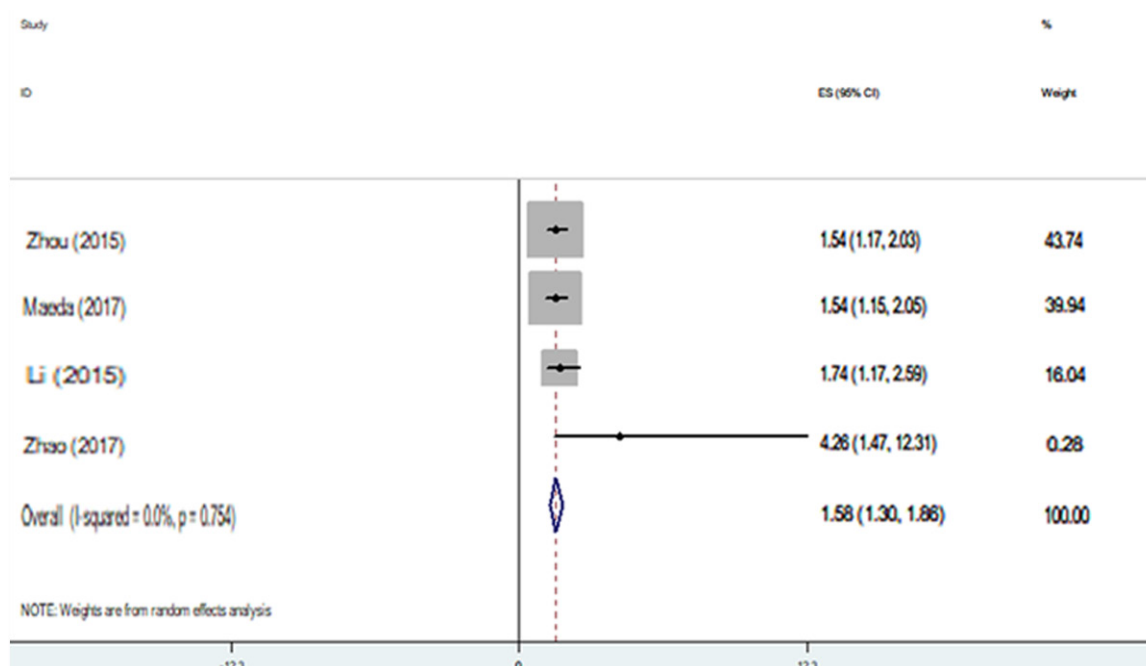 Study %
ID ES (95% CI) Weight
Zhou (2015) 1.54 (1.17, 2.03) 43.74
Maeda (2017) 1.54 (1.15, 2.05) 39.94
Li (2015) 1.74 (1.17, 2.59) 16.04
Zhao (2017) 4.26 (1.47, 12.31) 0.28
Overall (I-squared = 0.0%, p = 0.754) 1.58 (1.30, 1.86) 100.00
NOTE: Weights are from random effects analysis